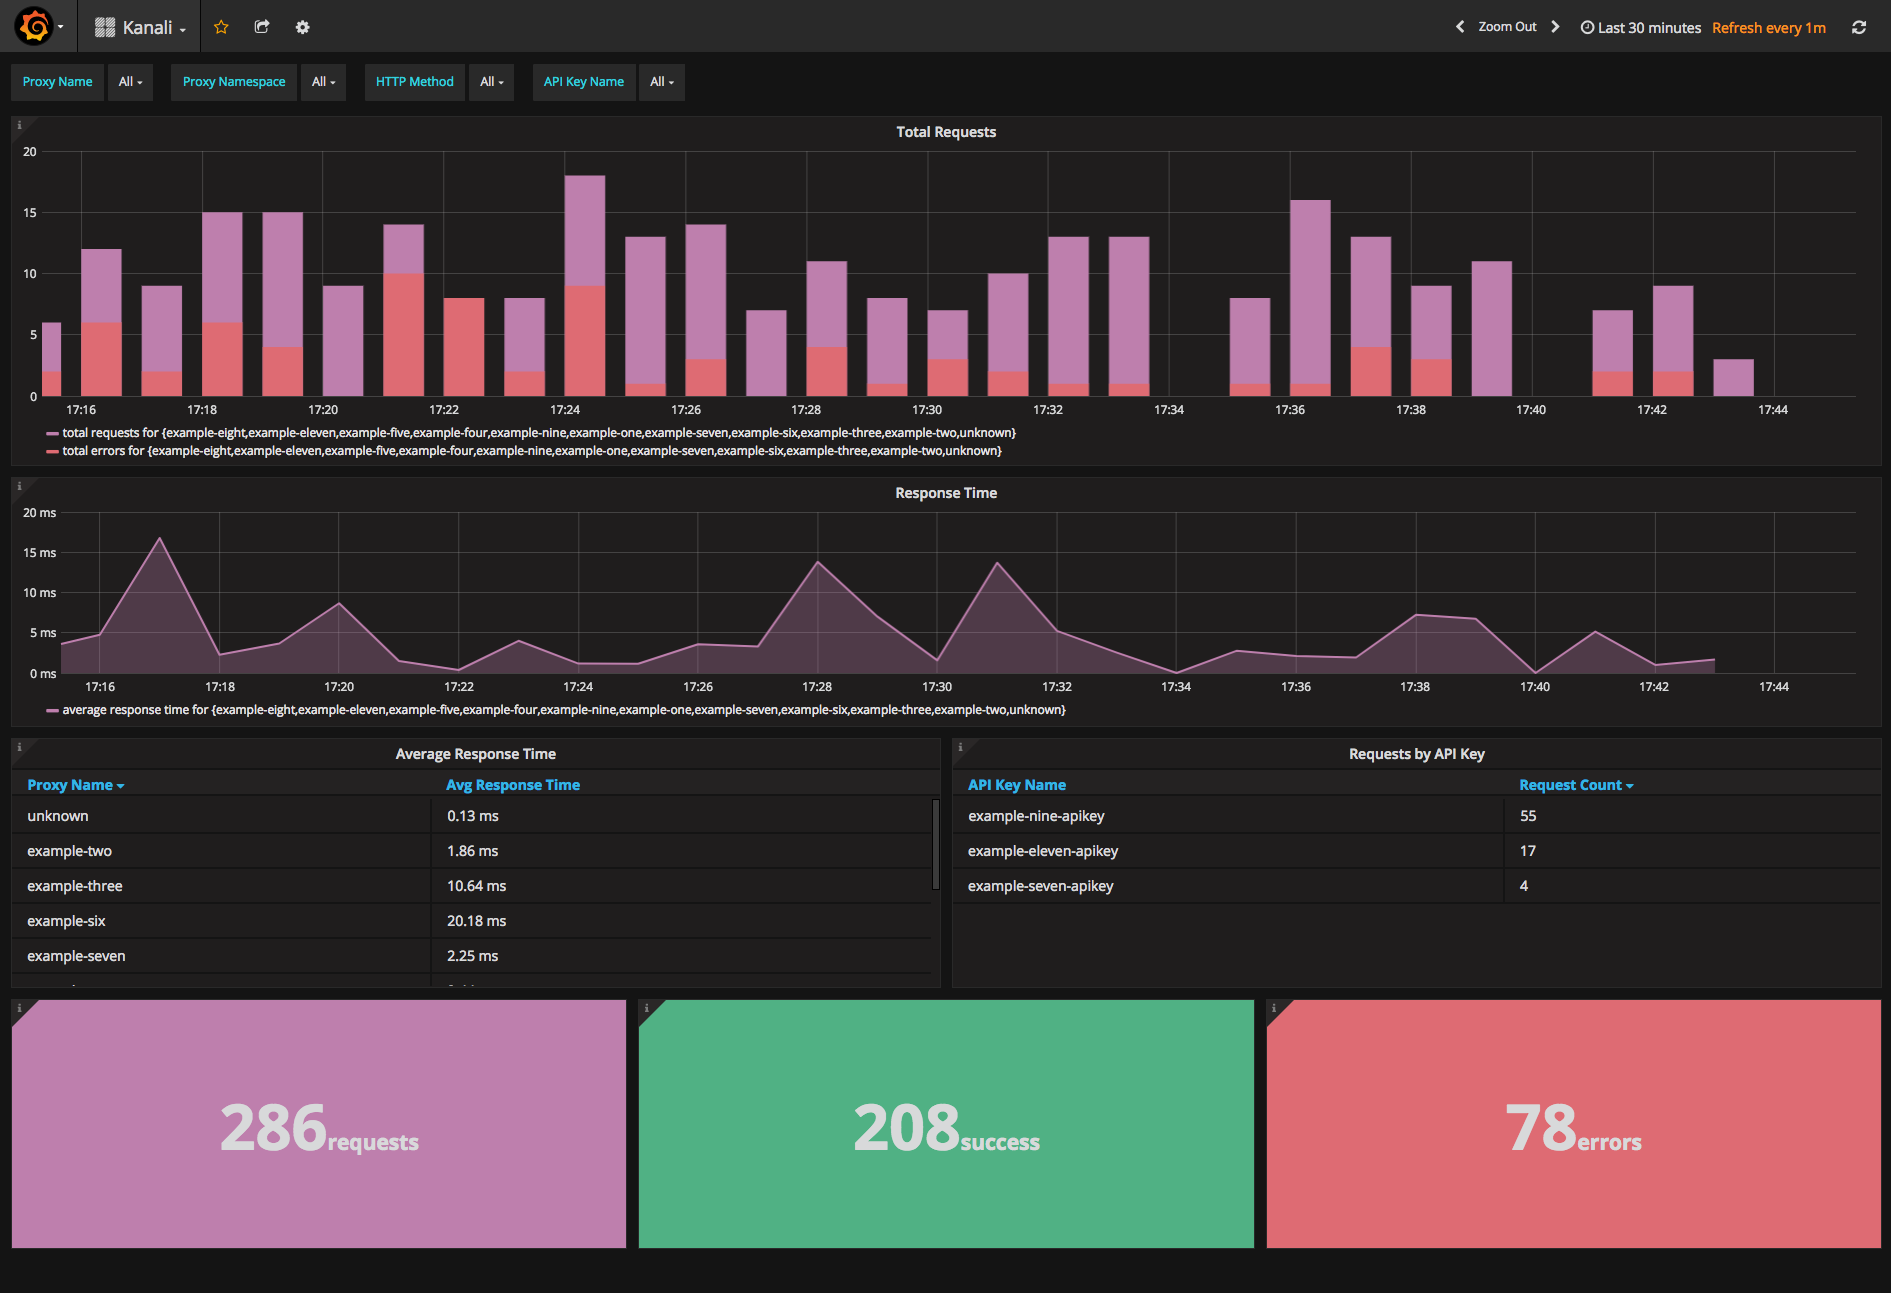 Kanali
Zoom Out
Last 30 minutes
Refresh every 1m
Proxy Name All
Proxy Namespace All
HTTP Method All
API Key Name All
Total Requests
20
15
10
5
0
17:16 17:18 17:20 17:22 17:24 17:26 17:28 17:30 17:32 17:34 17:36 17:38 17:40 17:42 17:44
total requests for {example-eight,example-eleven,example-five,example-four,example-nine,example-one,example-seven,example-six,example-three,example-two,unknown}
total errors for {example-eight,example-eleven,example-five,example-four,example-nine,example-one,example-seven,example-six,example-three,example-two,unknown}
Response Time
20 ms
15 ms
10 ms
5 ms
0 ms
17:16 17:18 17:20 17:22 17:24 17:26 17:28 17:30 17:32 17:34 17:36 17:38 17:40 17:42 17:44
average response time for {example-eight,example-eleven,example-five,example-four,example-nine,example-one,example-seven,example-six,example-three,example-two,unknown}
Average Response Time
Proxy Name Avg Response Time
unknown 0.13 ms
example-two 1.86 ms
example-three 10.64 ms
example-six 20.18 ms
example-seven 2.25 ms
Requests by API Key
API Key Name Request Count
example-nine-apikey 55
example-eleven-apikey 17
example-seven-apikey 4
286 requests
208 success
78 errors